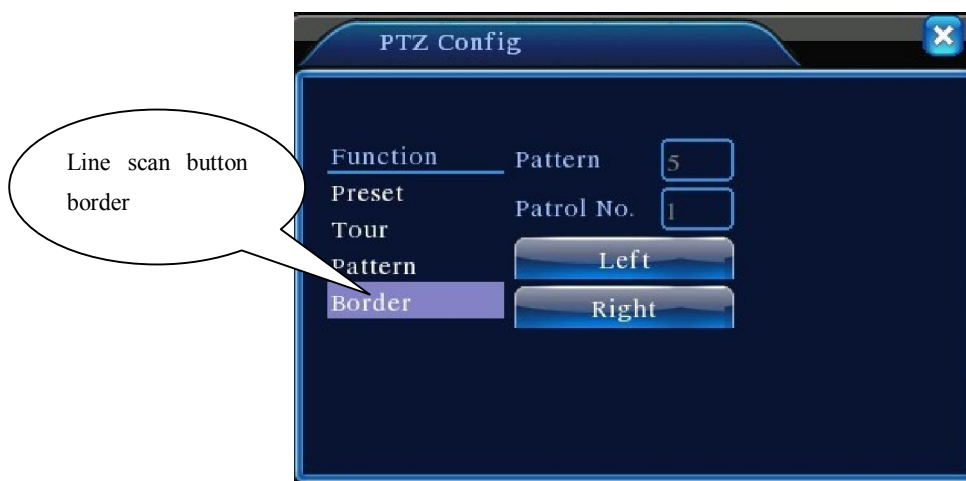 PTZ Config
Line scan button
border
Function
Preset
Tour
Pattern
Border
Pattern 5
Patrol No. 1
Left
Right